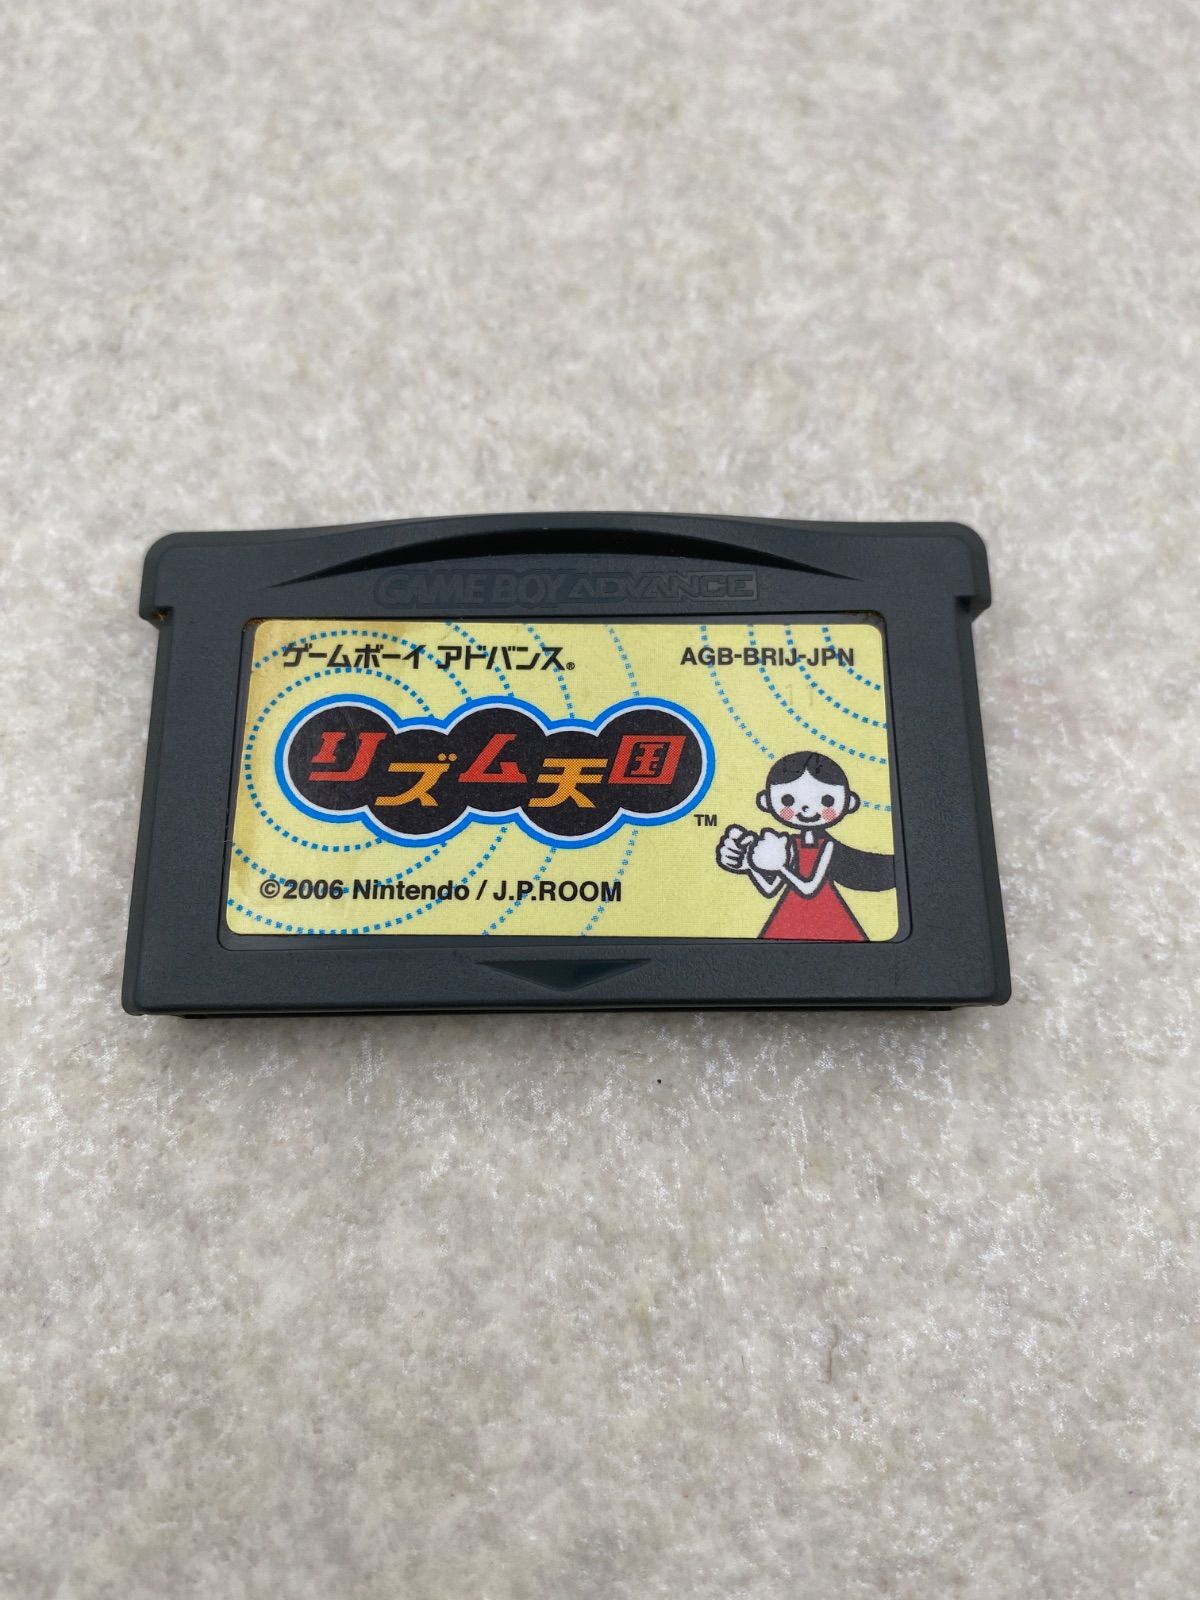 GAME BOY ADVANCE
ゲームボーイ アドバンス®
AGB-BRIJ-JPN
11
リズム天国
TM
©2006 Nintendo / J.P.ROOM